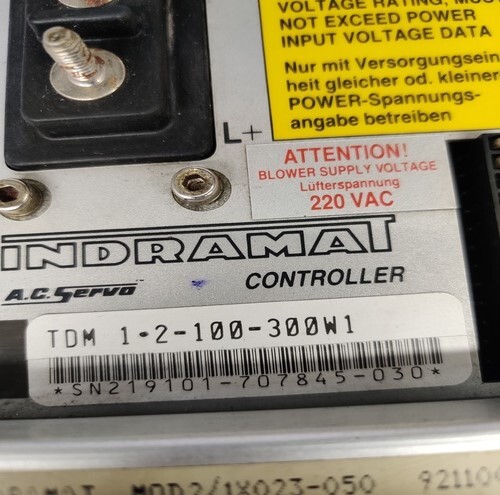 VOLTAGE RATING, MUST
NOT EXCEED POWER
INPUT VOLTAGE DATA
Nur mit Versorgungsein
heit gleicher od. kleiner
POWER-Spannungs-
angabe betreiben
L+
ATTENTION!
BLOWER SUPPLY VOLTAGE
Lüfterspannung
220 VAC
INDRAMAT
A.C. Servo™
CONTROLLER
TDM 1·2-100-300W1
*SN219101-707845-030*
MOD2/1X023-050 92110